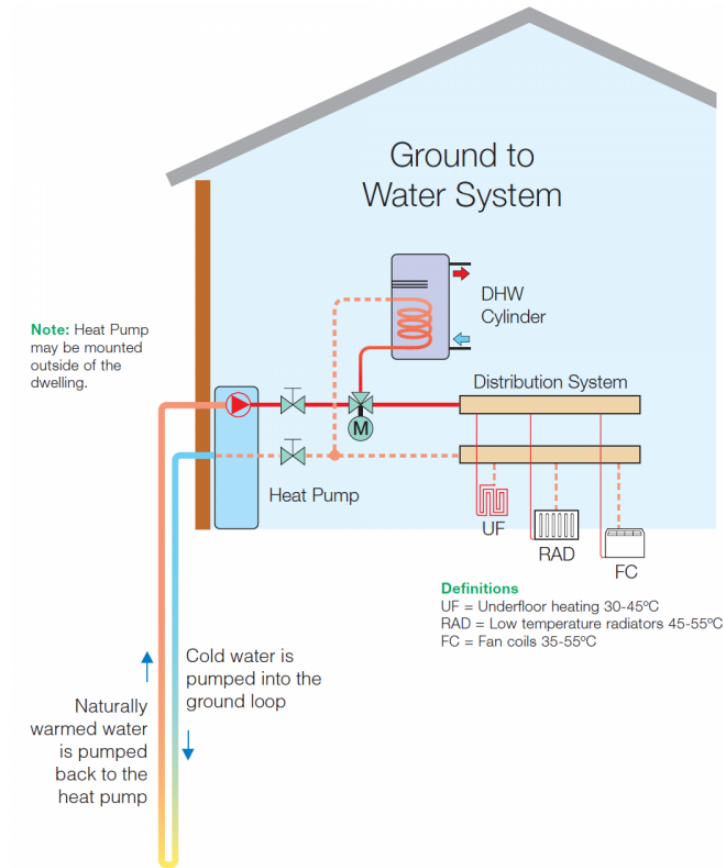 Ground to
Water System
DHW
Cylinder
Note: Heat Pump
may be mounted
outside of the
dwelling.
Distribution System
M
Heat Pump
UF
RAD
FC
Definitions
UF = Underfloor heating 30-45ºC
RAD = Low temperature radiators 45-55ºC
FC = Fan coils 35-55ºC
Cold water is
pumped into the
ground loop
Naturally
warmed water
is pumped
back to the
heat pump